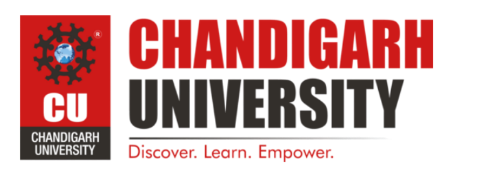 ®
CU
CHANDIGARH
UNIVERSITY
CHANDIGARH
UNIVERSITY
Discover. Learn. Empower.